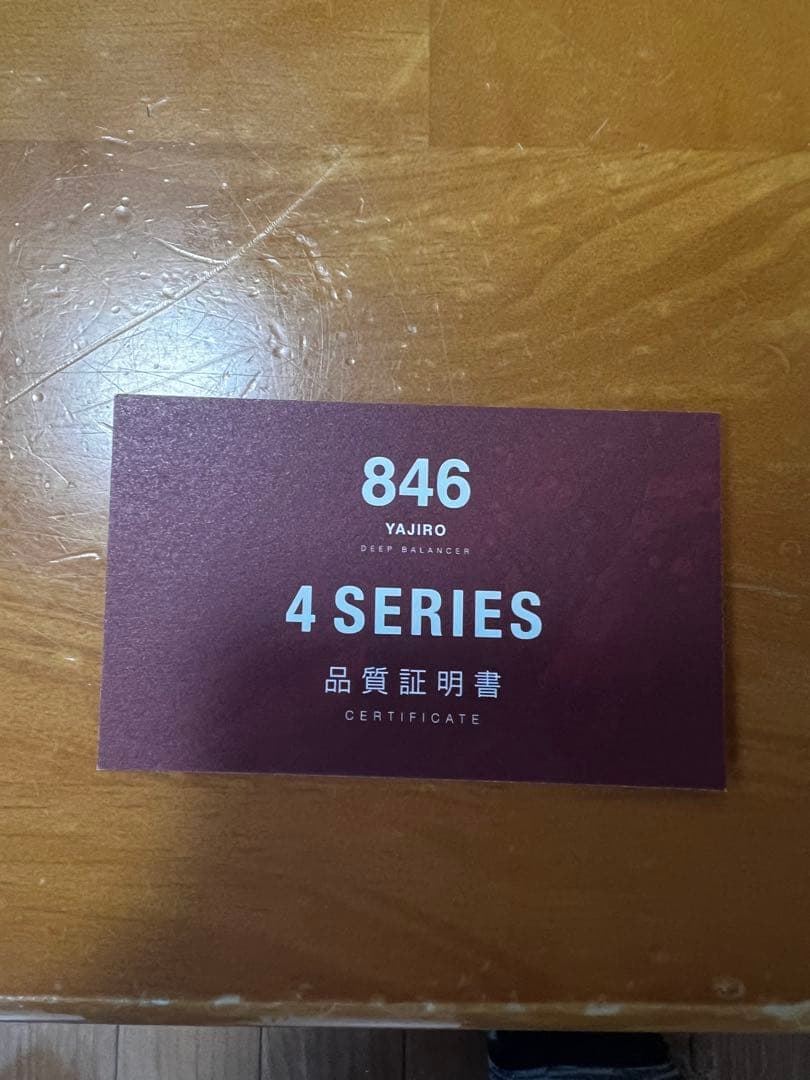 846
YAJIRO
DEEP BALANCER
4 SERIES
品質証明書
CERTIFICATE